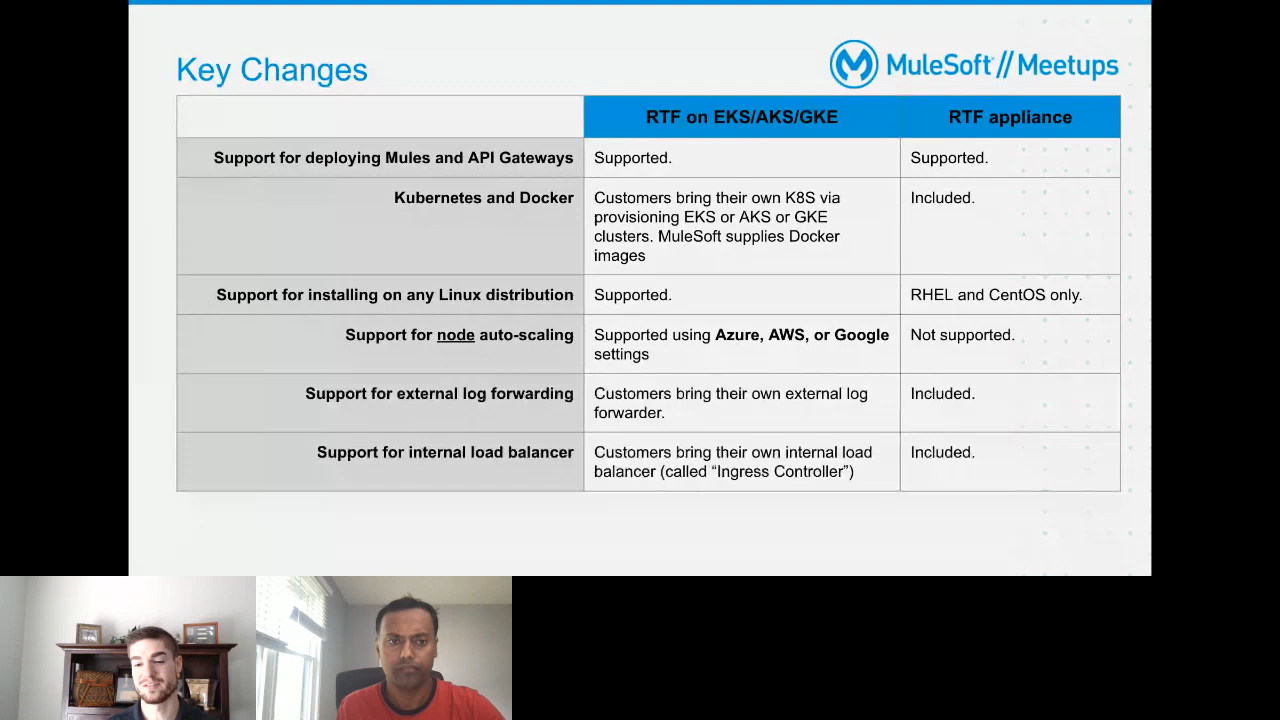 Key Changes
MuleSoft // Meetups
RTF on EKS/AKS/GKE
RTF appliance
Support for deploying Mules and API Gateways
Supported.
Supported.
Kubernetes and Docker
Customers bring their own K8S via
provisioning EKS or AKS or GKE
clusters. MuleSoft supplies Docker
images
Included.
Support for installing on any Linux distribution
Supported.
RHEL and CentOS only.
Support for node auto-scaling
Supported using Azure, AWS, or Google
settings
Not supported.
Support for external log forwarding
Customers bring their own external log
forwarder.
Included.
Support for internal load balancer
Customers bring their own internal load
balancer (called “Ingress Controller”)
Included.